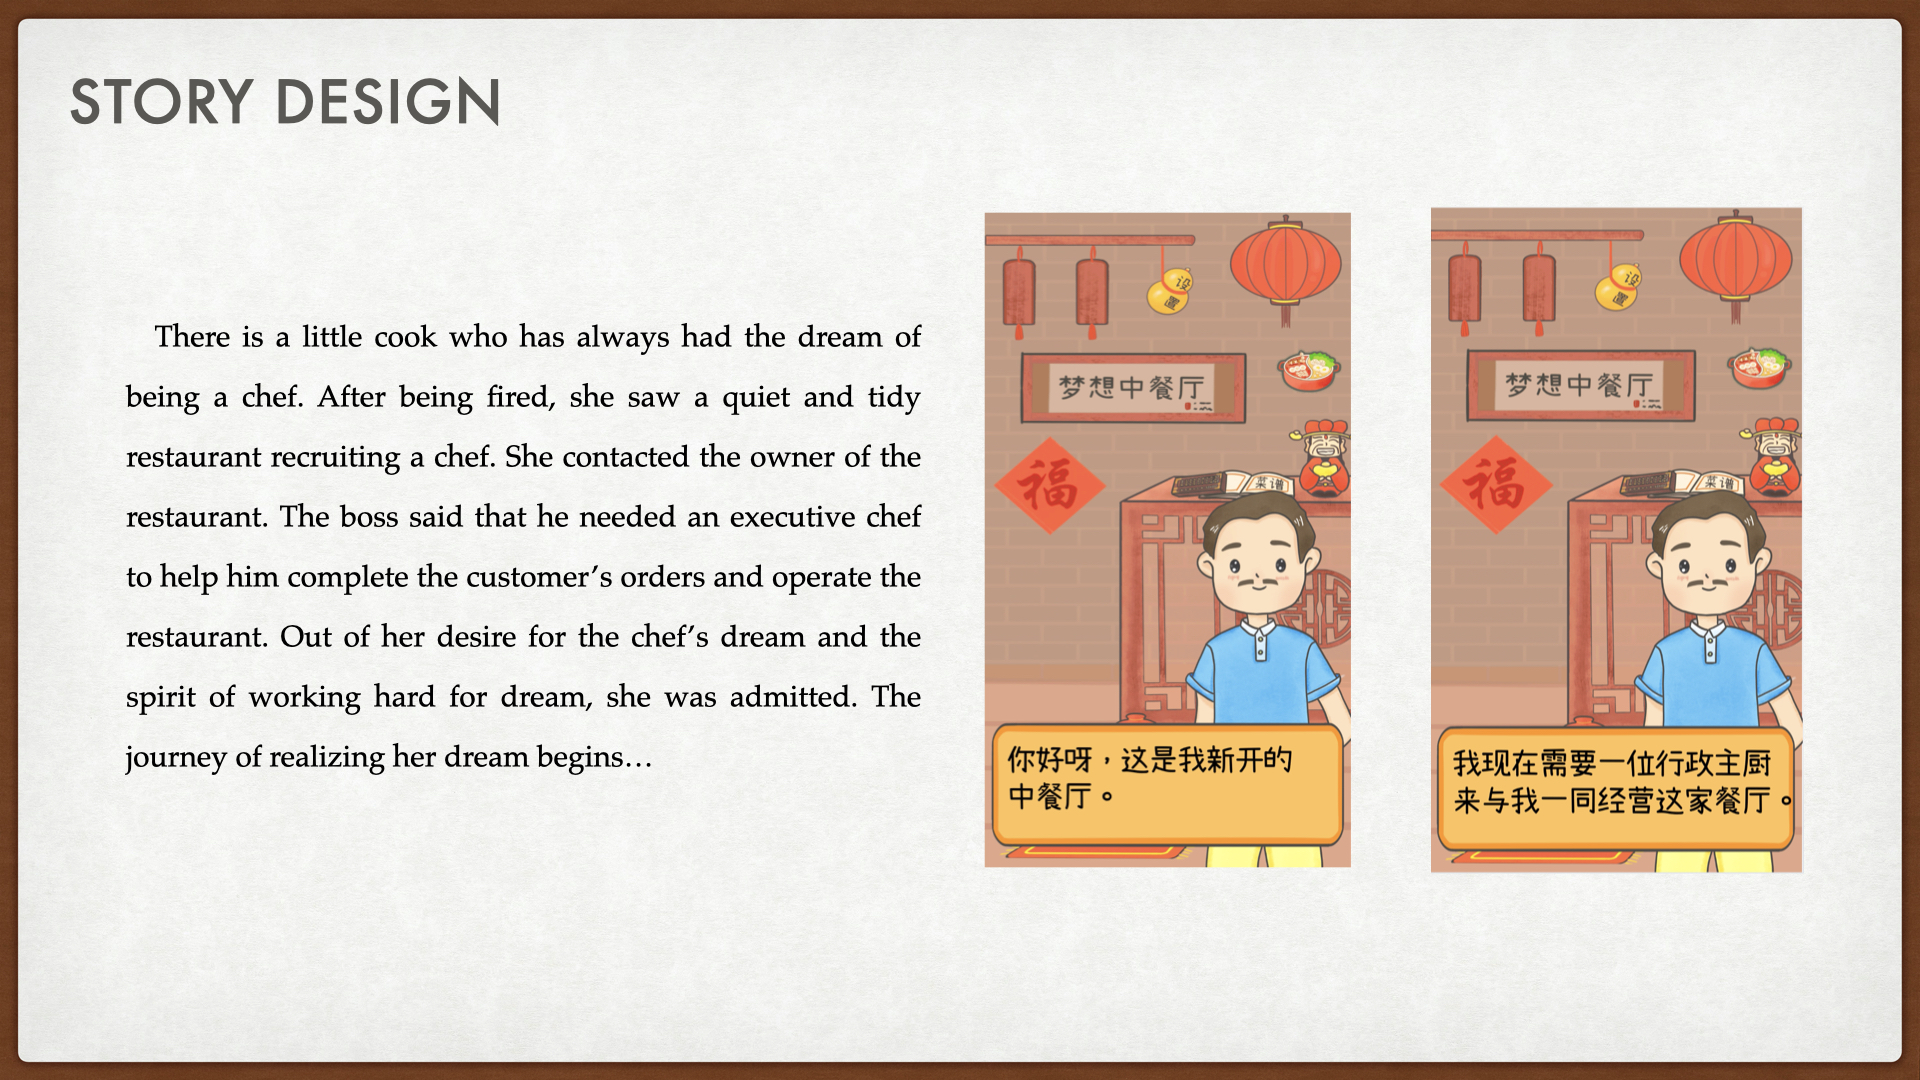 STORY DESIGN
There is a little cook who has always had the dream of
being a chef. After being fired, she saw a quiet and tidy
restaurant recruiting a chef. She contacted the owner of the
restaurant. The boss said that he needed an executive chef
to help him complete the customer’s orders and operate the
restaurant. Out of her desire for the chef’s dream and the
spirit of working hard for dream, she was admitted. The
journey of realizing her dream begins…
设
置
梦想中餐厅
福
菜谱
你好呀，这是我新开的
中餐厅。
设
置
梦想中餐厅
福
菜谱
我现在需要一位行政主厨
来与我一同经营这家餐厅。